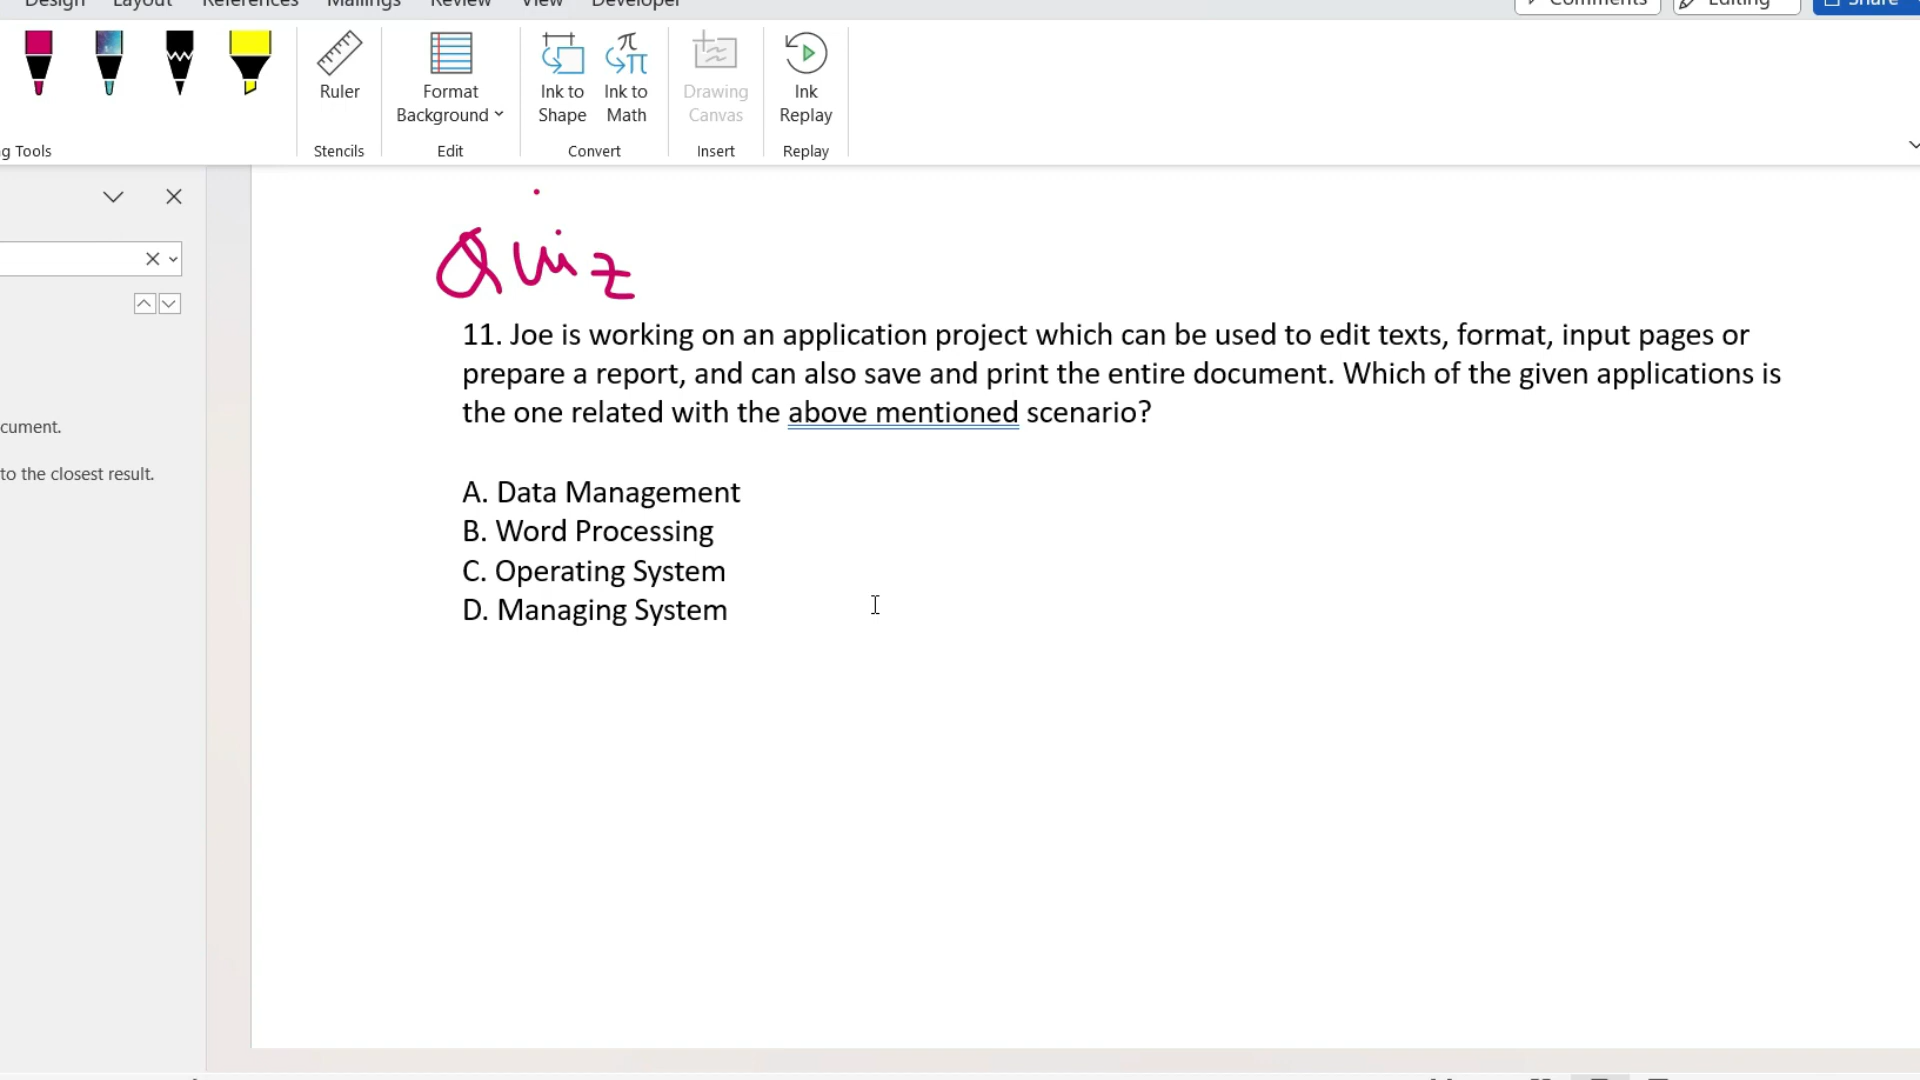 Design Layout References Mailings Review View Developer Comments Editing Share
Ruler
Format Background
Ink to Shape
Ink to Math
Drawing Canvas
Ink Replay
g Tools Stencils Edit Convert Insert Replay
Quiz
11. Joe is working on an application project which can be used to edit texts, format, input pages or
prepare a report, and can also save and print the entire document. Which of the given applications is
the one related with the above mentioned scenario?
cument.
to the closest result.
A. Data Management
B. Word Processing
C. Operating System
D. Managing System